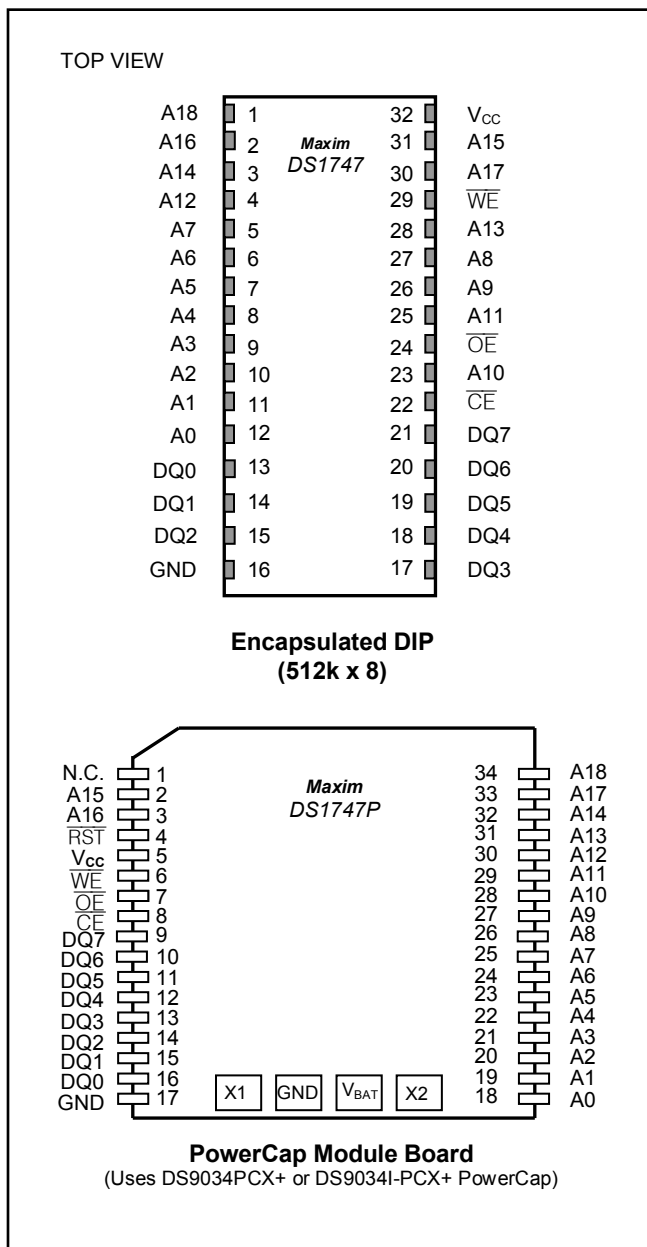 TOP VIEW
A18 1 Maxim 32 VCC
A16 2 DS1747 31 A15
A14 3 30 A17
A12 4 29 W̅E̅
A7 5 28 A13
A6 6 27 A8
A5 7 26 A9
A4 8 25 A11
A3 9 24 O̅E̅
A2 10 23 A10
A1 11 22 C̅E̅
A0 12 21 DQ7
DQ0 13 20 DQ6
DQ1 14 19 DQ5
DQ2 15 18 DQ4
GND 16 17 DQ3
Encapsulated DIP
(512k x 8)
N.C. 1 Maxim 34 A18
A15 2 DS1747P 33 A17
A16 3 32 A14
R̅S̅T̅ 4 31 A13
VCC 5 30 A12
W̅E̅ 6 29 A11
O̅E̅ 7 28 A10
C̅E̅ 8 27 A9
DQ7 9 26 A8
DQ6 10 25 A7
DQ5 11 24 A6
DQ4 12 23 A5
DQ3 13 22 A4
DQ2 14 21 A3
DQ1 15 20 A2
DQ0 16 19 A1
GND 17 X1 GND VBAT X2 18 A0
PowerCap Module Board
(Uses DS9034PCX+ or DS9034I-PCX+ PowerCap)